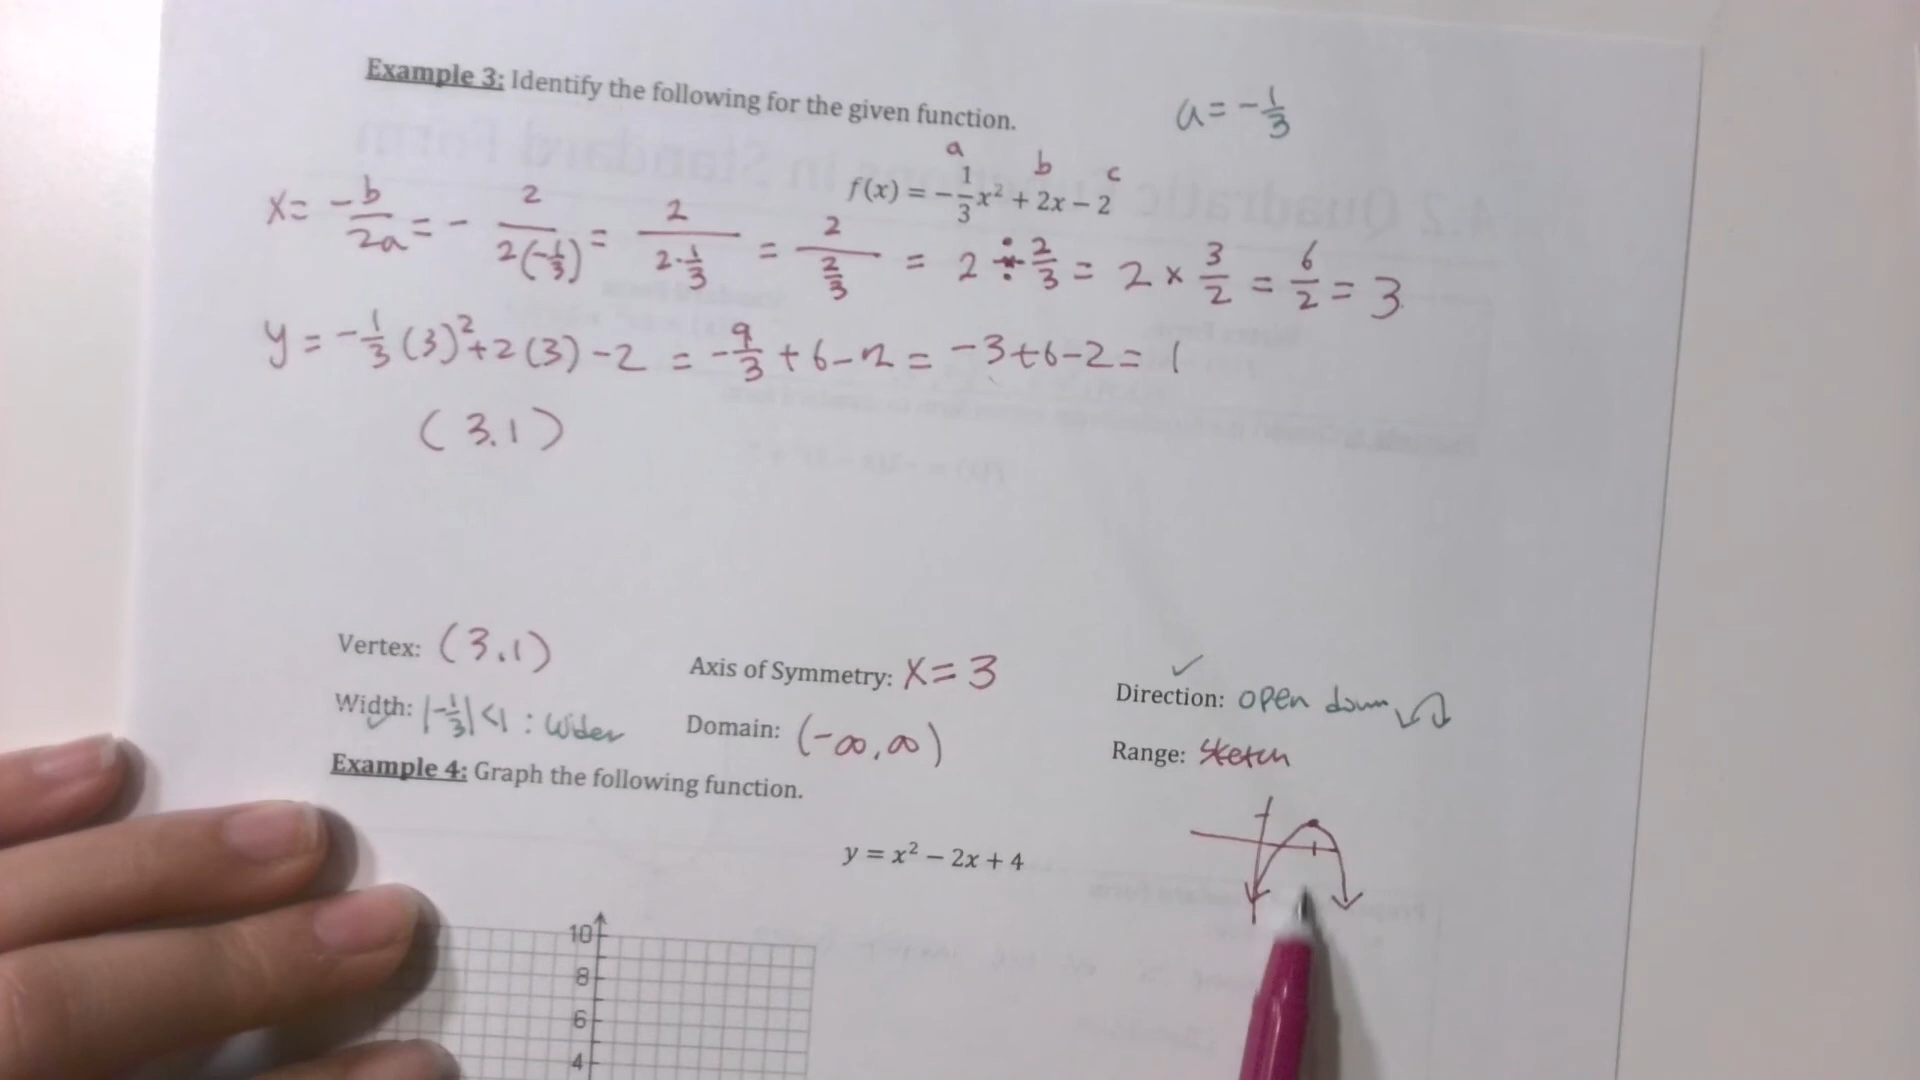 Example 3: Identify the following for the given function.
a = -1/3
a b c
f(x) = -1/3x² + 2x - 2
x = -b/2a = - 2/2(-1/3) = 2/2·1/3 = 2/(2/3) = 2 ÷ 2/3 = 2 × 3/2 = 6/2 = 3
y = -1/3(3)² + 2(3) - 2 = -9/3 + 6 - 2 = -3+6-2 = 1
(3.1)
Vertex: (3.1)
Axis of Symmetry: x = 3
Direction: open down
Width: |-1/3| < 1 : wider
Domain: (-∞,∞)
Range: sketch
Example 4: Graph the following function.
y = x² - 2x + 4
10
8
6
4